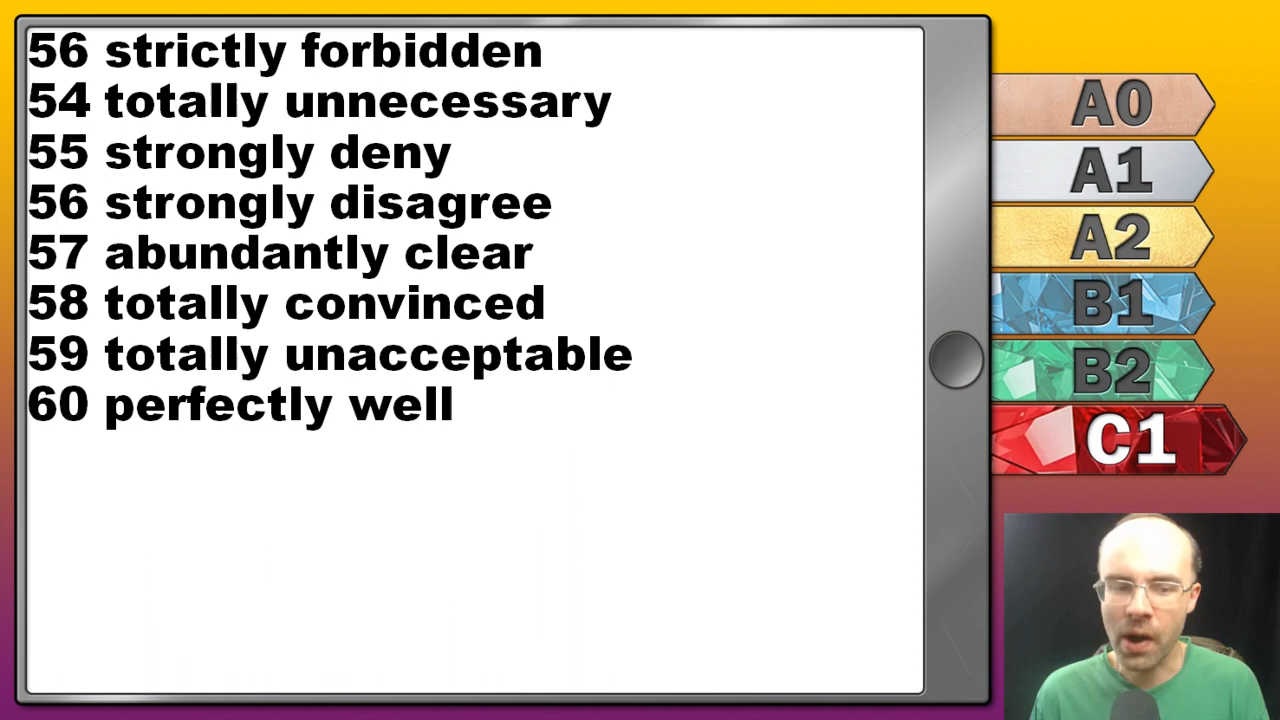 56 strictly forbidden
54 totally unnecessary
55 strongly deny
56 strongly disagree
57 abundantly clear
58 totally convinced
59 totally unacceptable
60 perfectly well
A0
A1
A2
B1
B2
C1